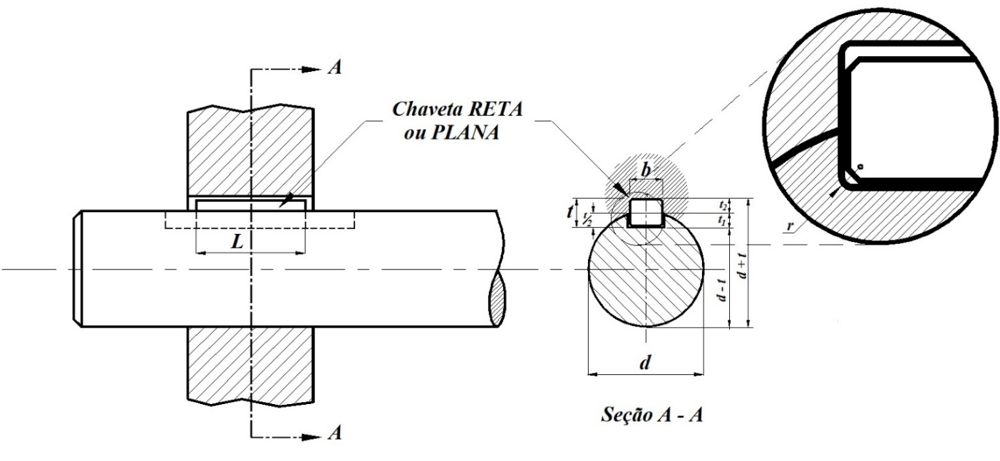 A
Chaveta RETA
ou PLANA
b
t
t/2
t2
t1
r
L
d - t
d + t
d
Seção A - A
A